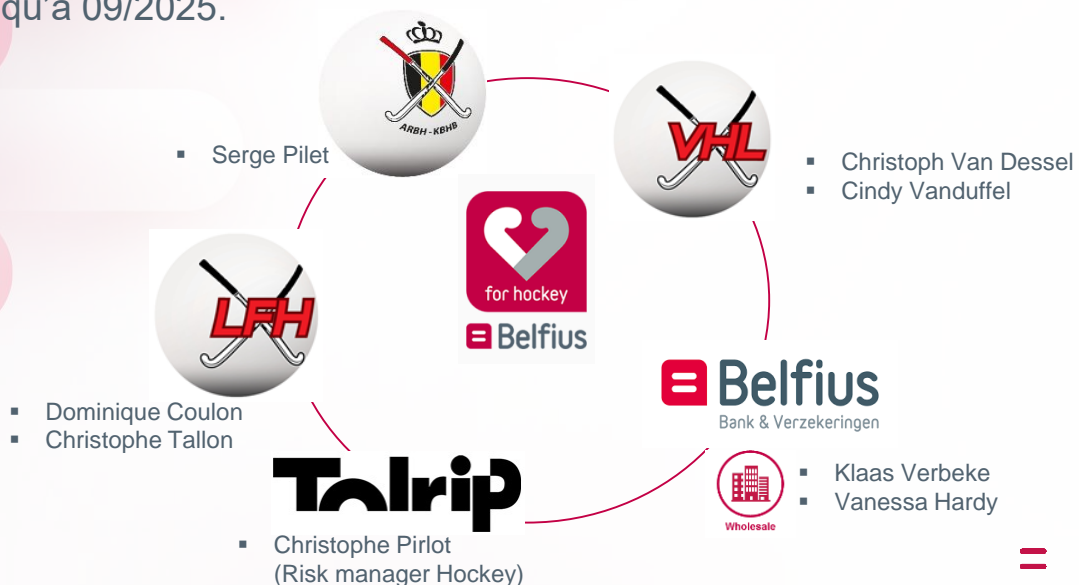 qu'à 09/2025.
ARBH - KBHB
▪ Serge Pilet
VHL
▪ Christoph Van Dessel
▪ Cindy Vanduffel
for hockey
Belfius
LFH
▪ Dominique Coulon
▪ Christophe Tallon
Belfius
Bank & Verzekeringen
Wholesale
▪ Klaas Verbeke
▪ Vanessa Hardy
Tolrip
▪ Christophe Pirlot
(Risk manager Hockey)